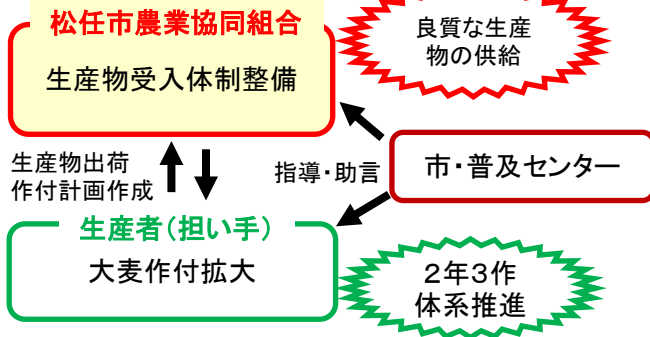 松任市農業協同組合
生産物受入体制整備
良質な生産
物の供給
生産物出荷
作付計画作成
指導・助言
市・普及センター
生産者（担い手）
大麦作付拡大
２年３作
体系推進